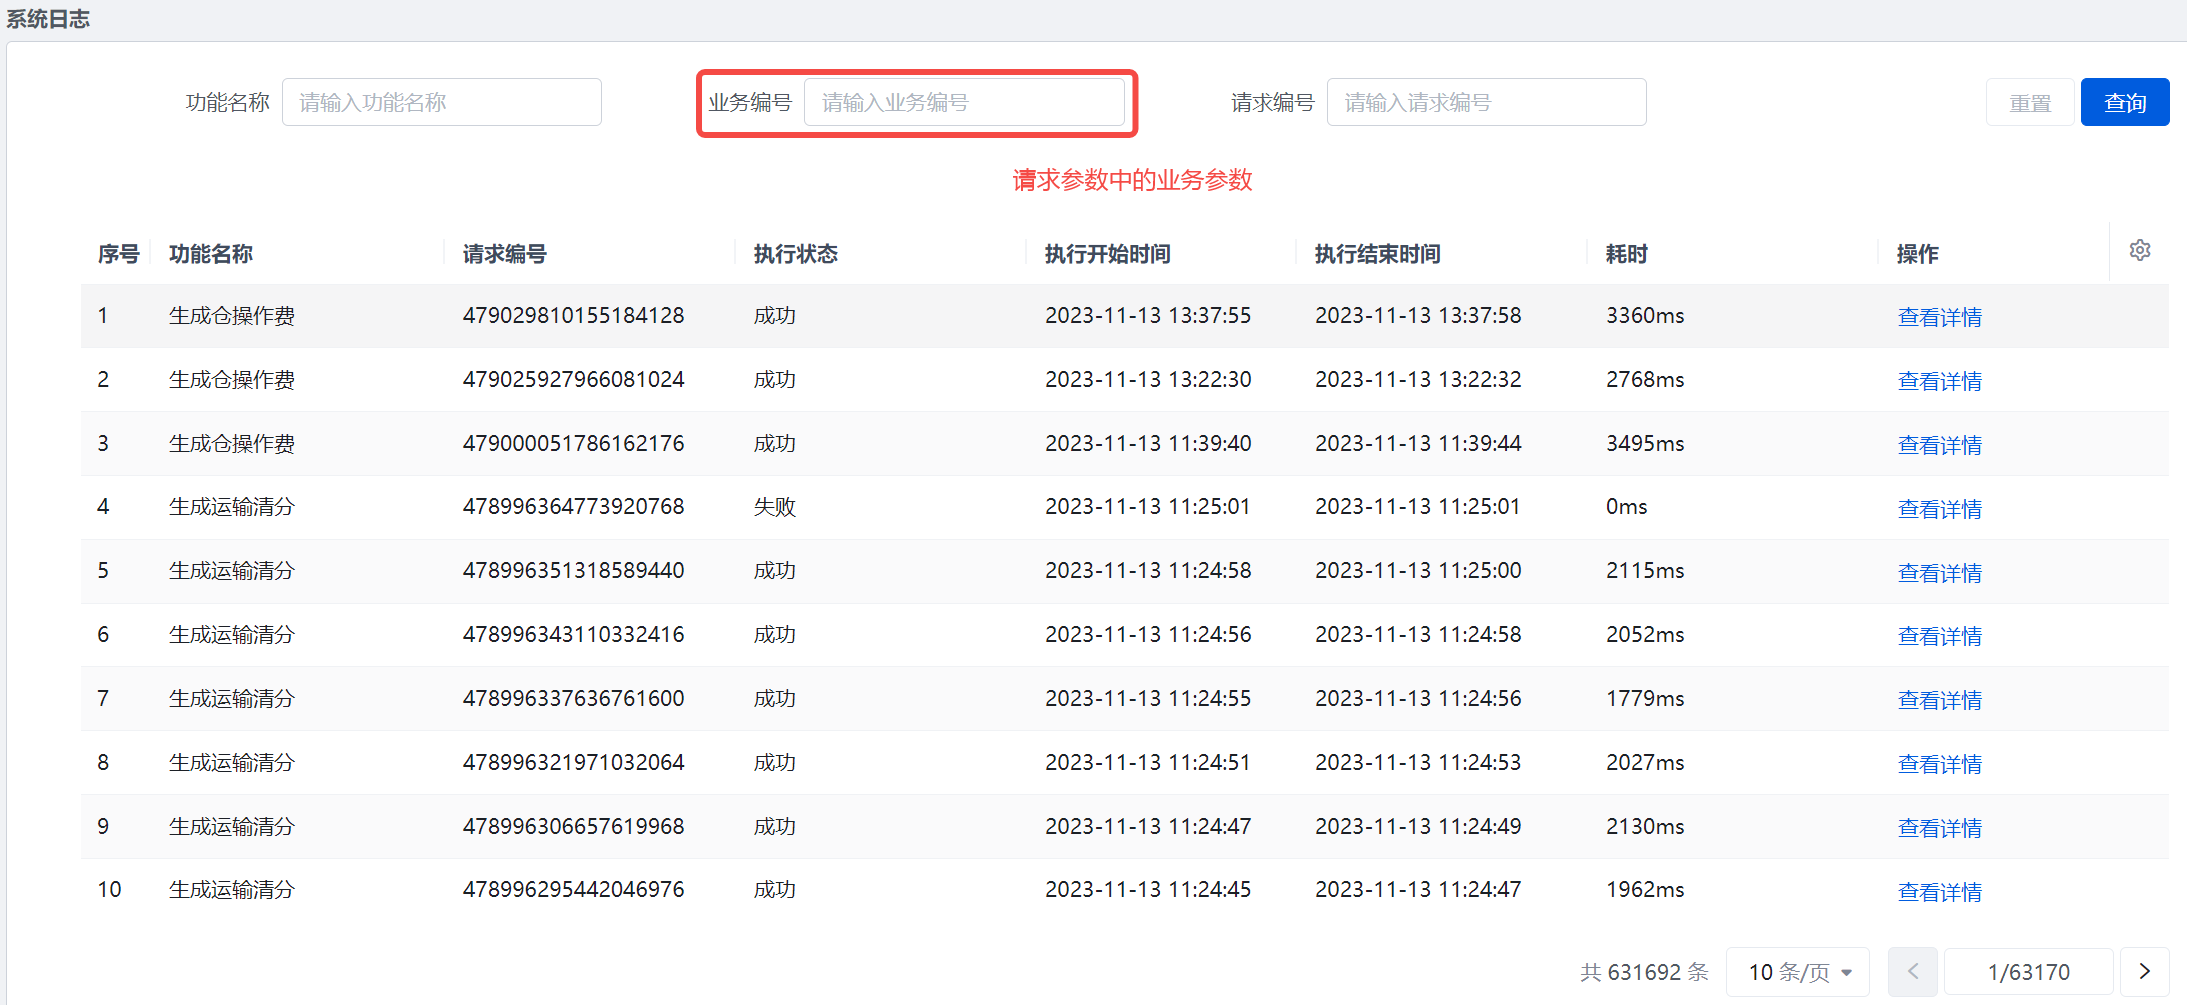 系统日志
功能名称 请输入功能名称 业务编号 请输入业务编号 请求编号 请输入请求编号 重置 查询
请求参数中的业务参数
序号 功能名称 请求编号 执行状态 执行开始时间 执行结束时间 耗时 操作
1 生成仓操作费 479029810155184128 成功 2023-11-13 13:37:55 2023-11-13 13:37:58 3360ms 查看详情
2 生成仓操作费 479025927966081024 成功 2023-11-13 13:22:30 2023-11-13 13:22:32 2768ms 查看详情
3 生成仓操作费 479000051786162176 成功 2023-11-13 11:39:40 2023-11-13 11:39:44 3495ms 查看详情
4 生成运输清分 478996364773920768 失败 2023-11-13 11:25:01 2023-11-13 11:25:01 0ms 查看详情
5 生成运输清分 478996351318589440 成功 2023-11-13 11:24:58 2023-11-13 11:25:00 2115ms 查看详情
6 生成运输清分 478996343110332416 成功 2023-11-13 11:24:56 2023-11-13 11:24:58 2052ms 查看详情
7 生成运输清分 478996337636761600 成功 2023-11-13 11:24:55 2023-11-13 11:24:56 1779ms 查看详情
8 生成运输清分 478996321971032064 成功 2023-11-13 11:24:51 2023-11-13 11:24:53 2027ms 查看详情
9 生成运输清分 478996306657619968 成功 2023-11-13 11:24:47 2023-11-13 11:24:49 2130ms 查看详情
10 生成运输清分 478996295442046976 成功 2023-11-13 11:24:45 2023-11-13 11:24:47 1962ms 查看详情
共 631692 条 10 条/页 1/63170